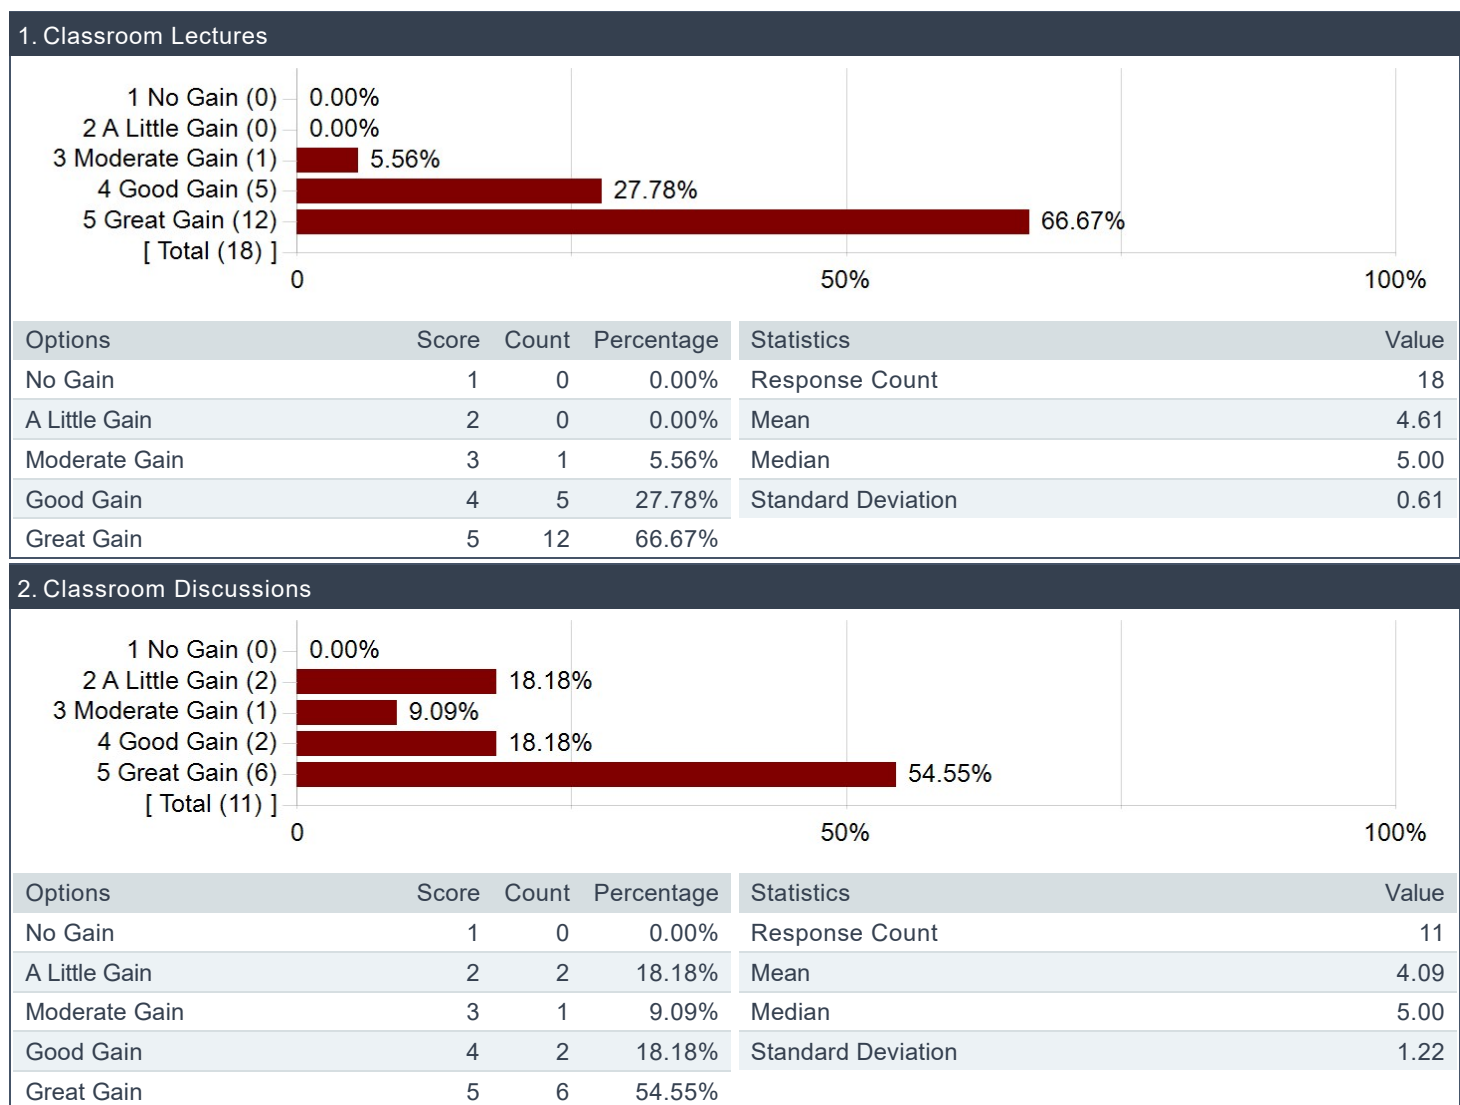 1. Classroom Lectures
1 No Gain (0) 0.00%
2 A Little Gain (0) 0.00%
3 Moderate Gain (1) 5.56%
4 Good Gain (5) 27.78%
5 Great Gain (12) 66.67%
[ Total (18) ]
0 50% 100%
Options Score Count Percentage Statistics Value
No Gain 1 0 0.00% Response Count 18
A Little Gain 2 0 0.00% Mean 4.61
Moderate Gain 3 1 5.56% Median 5.00
Good Gain 4 5 27.78% Standard Deviation 0.61
Great Gain 5 12 66.67%
2. Classroom Discussions
1 No Gain (0) 0.00%
2 A Little Gain (2) 18.18%
3 Moderate Gain (1) 9.09%
4 Good Gain (2) 18.18%
5 Great Gain (6) 54.55%
[ Total (11) ]
0 50% 100%
Options Score Count Percentage Statistics Value
No Gain 1 0 0.00% Response Count 11
A Little Gain 2 2 18.18% Mean 4.09
Moderate Gain 3 1 9.09% Median 5.00
Good Gain 4 2 18.18% Standard Deviation 1.22
Great Gain 5 6 54.55%